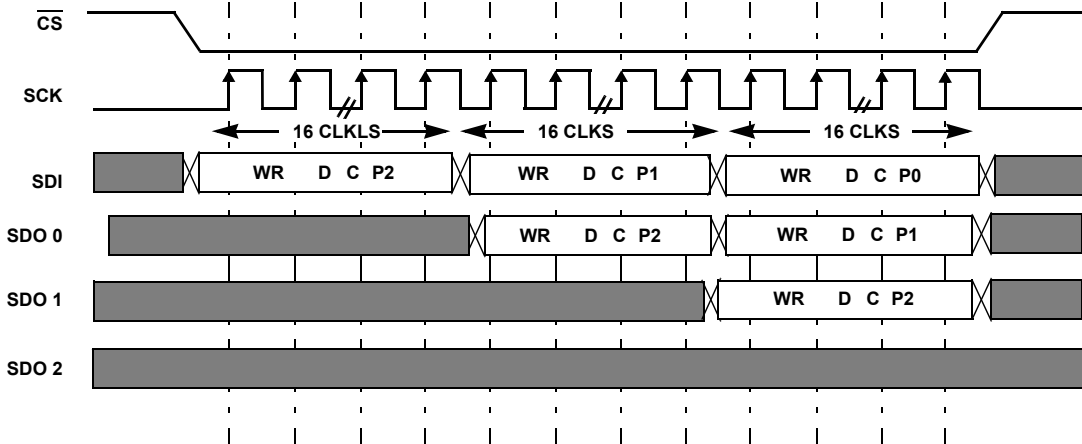 CS
SCK
16 CLKLS 16 CLKS 16 CLKS
SDI WR D C P2 WR D C P1 WR D C P0
SDO 0 WR D C P2 WR D C P1
SDO 1 WR D C P2
SDO 2